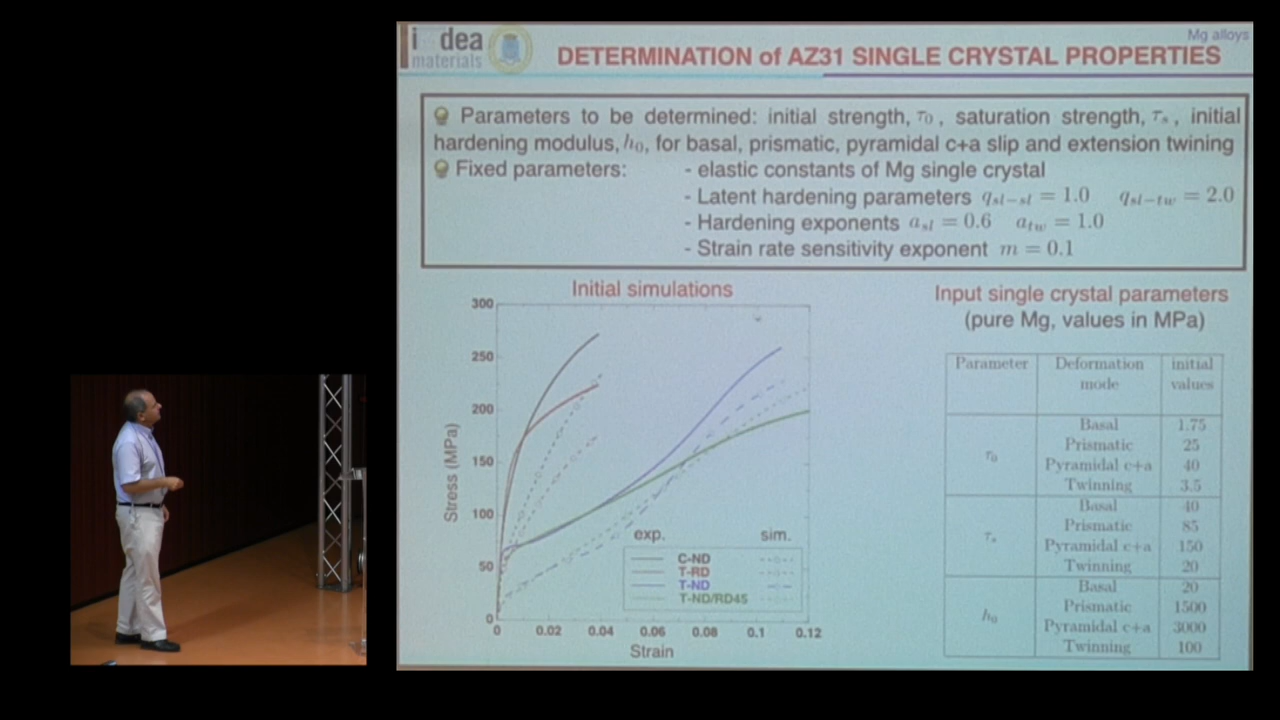 Mg alloys
i dea
materials
DETERMINATION of AZ31 SINGLE CRYSTAL PROPERTIES
Parameters to be determined: initial strength, τ₀, saturation strength, τₛ, initial
hardening modulus, h₀, for basal, prismatic, pyramidal c+a slip and extension twining
Fixed parameters: - elastic constants of Mg single crystal
- Latent hardening parameters q_sl-sl = 1.0 q_sl-tw = 2.0
- Hardening exponents a_sl = 0.6 a_tw = 1.0
- Strain rate sensitivity exponent m = 0.1
Initial simulations
300
250
200
150
100
50
0
Stress (MPa)
0 0.02 0.04 0.06 0.08 0.1 0.12
Strain
exp. sim.
C-ND
T-RD
T-ND
T-ND/RD45
Input single crystal parameters
(pure Mg, values in MPa)
Parameter Deformation initial
mode values
τ₀
Basal 1.75
Prismatic 25
Pyramidal c+a 40
Twinning 3.5
τₛ
Basal 40
Prismatic 85
Pyramidal c+a 150
Twinning 20
h₀
Basal 20
Prismatic 1500
Pyramidal c+a 3000
Twinning 100